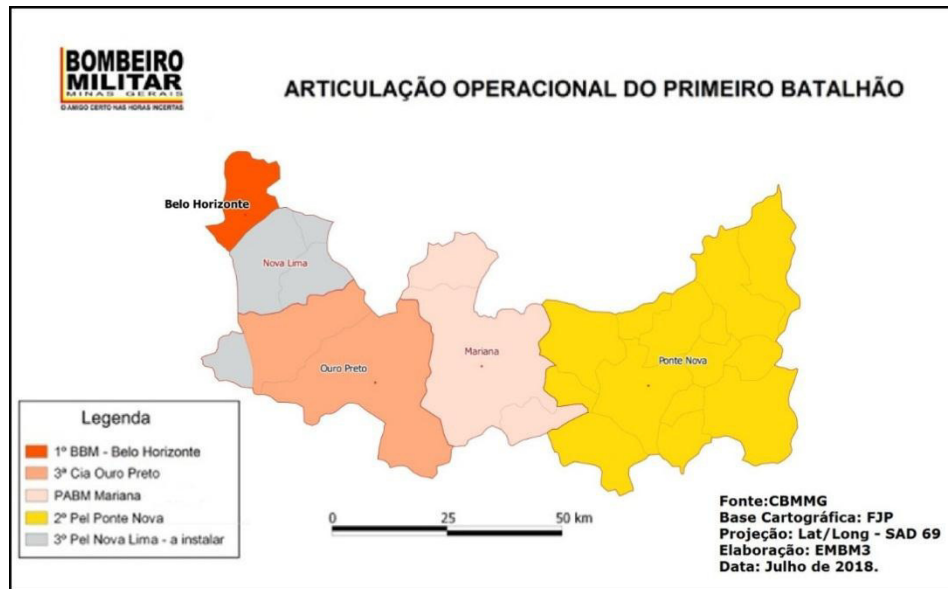 BOMBEIRO
MILITAR
MINAS GERAIS
O AMIGO CERTO NAS HORAS INCERTAS
ARTICULAÇÃO OPERACIONAL DO PRIMEIRO BATALHÃO
Belo Horizonte
Nova Lima
Ouro Preto
Mariana
Ponte Nova
Legenda
1º BBM - Belo Horizonte
3ª Cia Ouro Preto
PABM Mariana
2º Pel Ponte Nova
3º Pel Nova Lima - a instalar
0 25 50 km
Fonte:CBMMG
Base Cartográfica: FJP
Projeção: Lat/Long - SAD 69
Elaboração: EMBM3
Data: Julho de 2018.